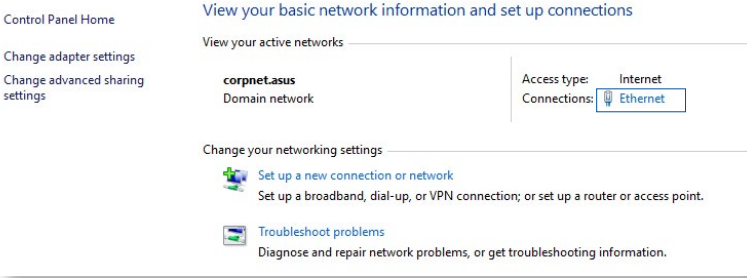 Control Panel Home
Change adapter settings
Change advanced sharing
settings
View your basic network information and set up connections
View your active networks
corpnet.asus
Domain network
Access type: Internet
Connections: Ethernet
Change your networking settings
Set up a new connection or network
Set up a broadband, dial-up, or VPN connection; or set up a router or access point.
Troubleshoot problems
Diagnose and repair network problems, or get troubleshooting information.